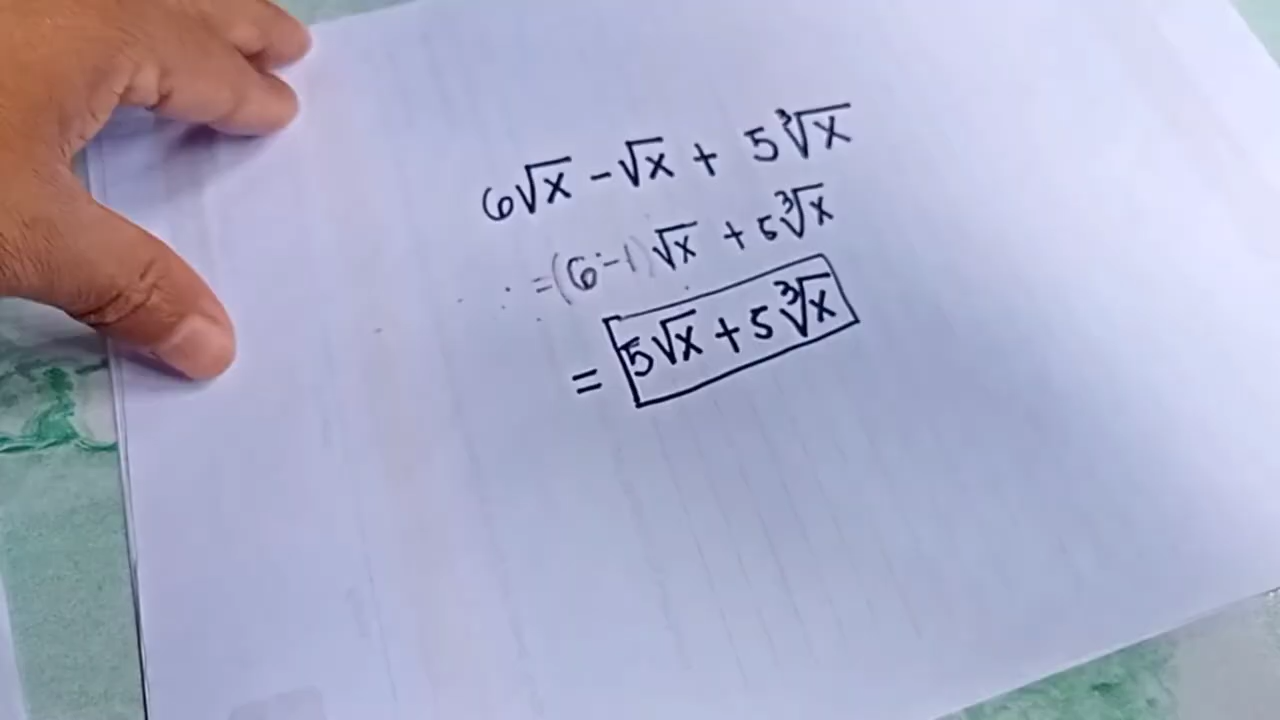 6√x - √x + 5∛x
= (6 - 1) √x + 5∛x
= 5√x + 5∛x